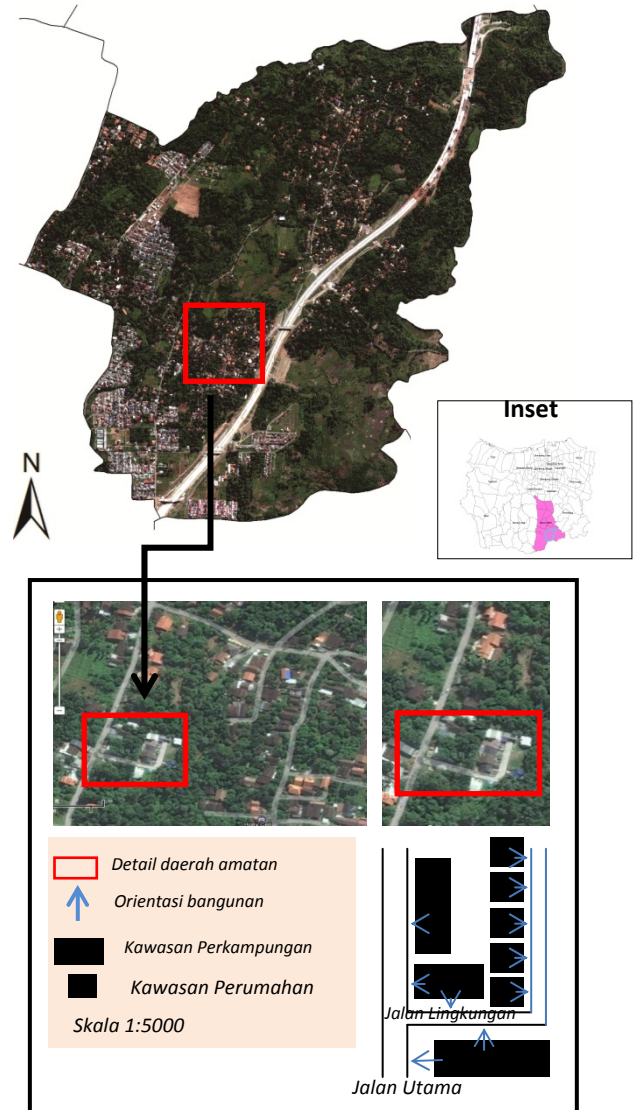 N
Inset
Detail daerah amatan
Orientasi bangunan
Kawasan Perkampungan
Kawasan Perumahan
Skala 1:5000
Jalan Lingkungan
Jalan Utama